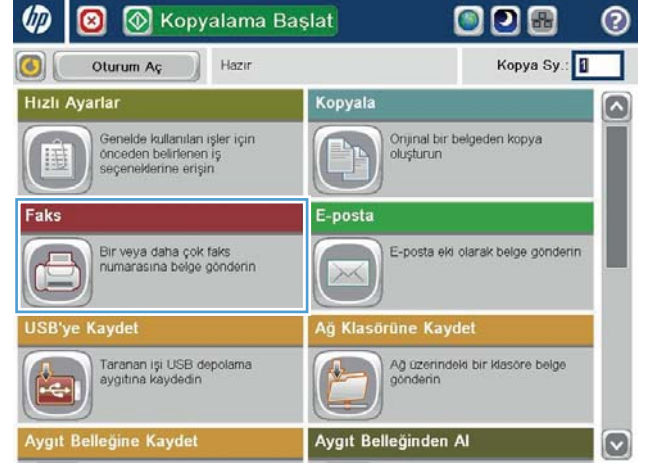 hp
Kopyalama Başlat
?
Oturum Aç
Hazır
Kopya Sy.: 1
Hızlı Ayarlar
Genelde kullanılan işler için
önceden belirlenen iş
seçeneklerine erişin
Kopyala
Orijinal bir belgeden kopya
oluşturun
Faks
Bir veya daha çok faks
numarasına belge gönderin
E-posta
E-posta eki olarak belge gönderin
USB'ye Kaydet
Taranan işi USB depolama
aygıtına kaydedin
Ağ Klasörüne Kaydet
Ağ üzerindeki bir klasöre belge
gönderin
Aygıt Belleğine Kaydet
Aygıt Belleğinden Al